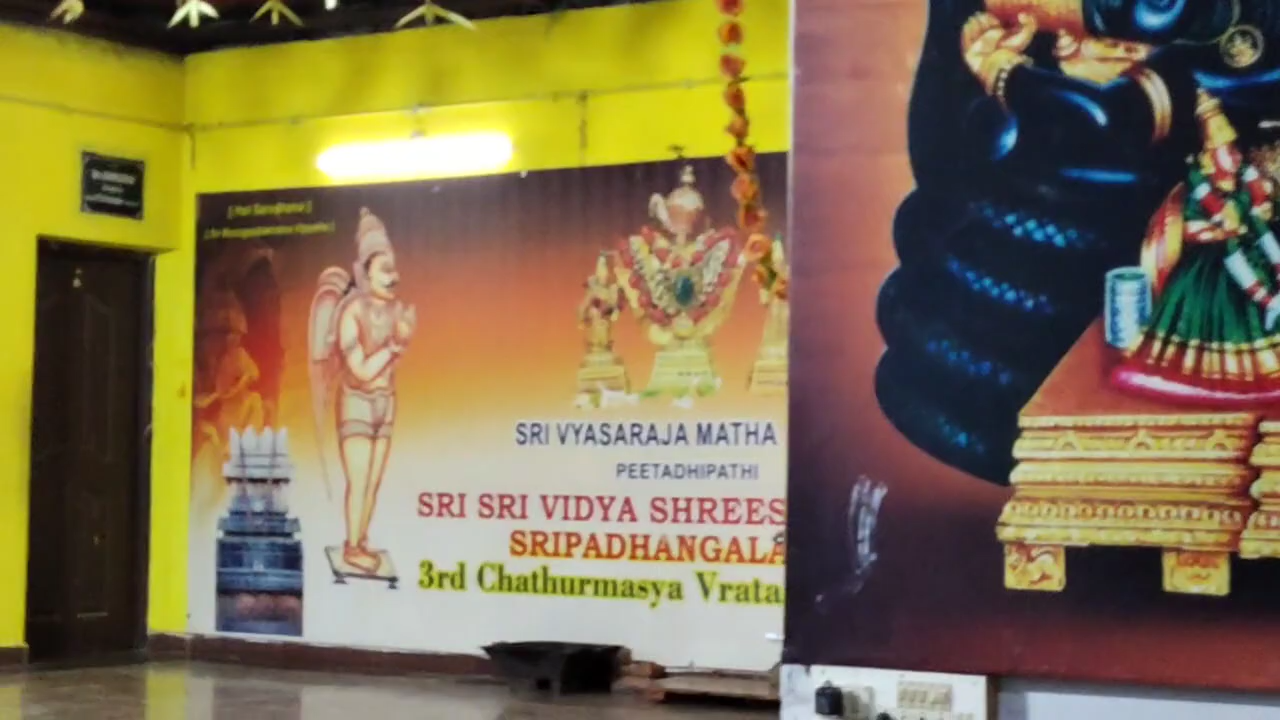 SRI VYASARAJA MATHA
PEETADHIPATHI
SRI SRI VIDYA SHREES
SRIPADHANGALA
3rd Chathurmasya Vrata